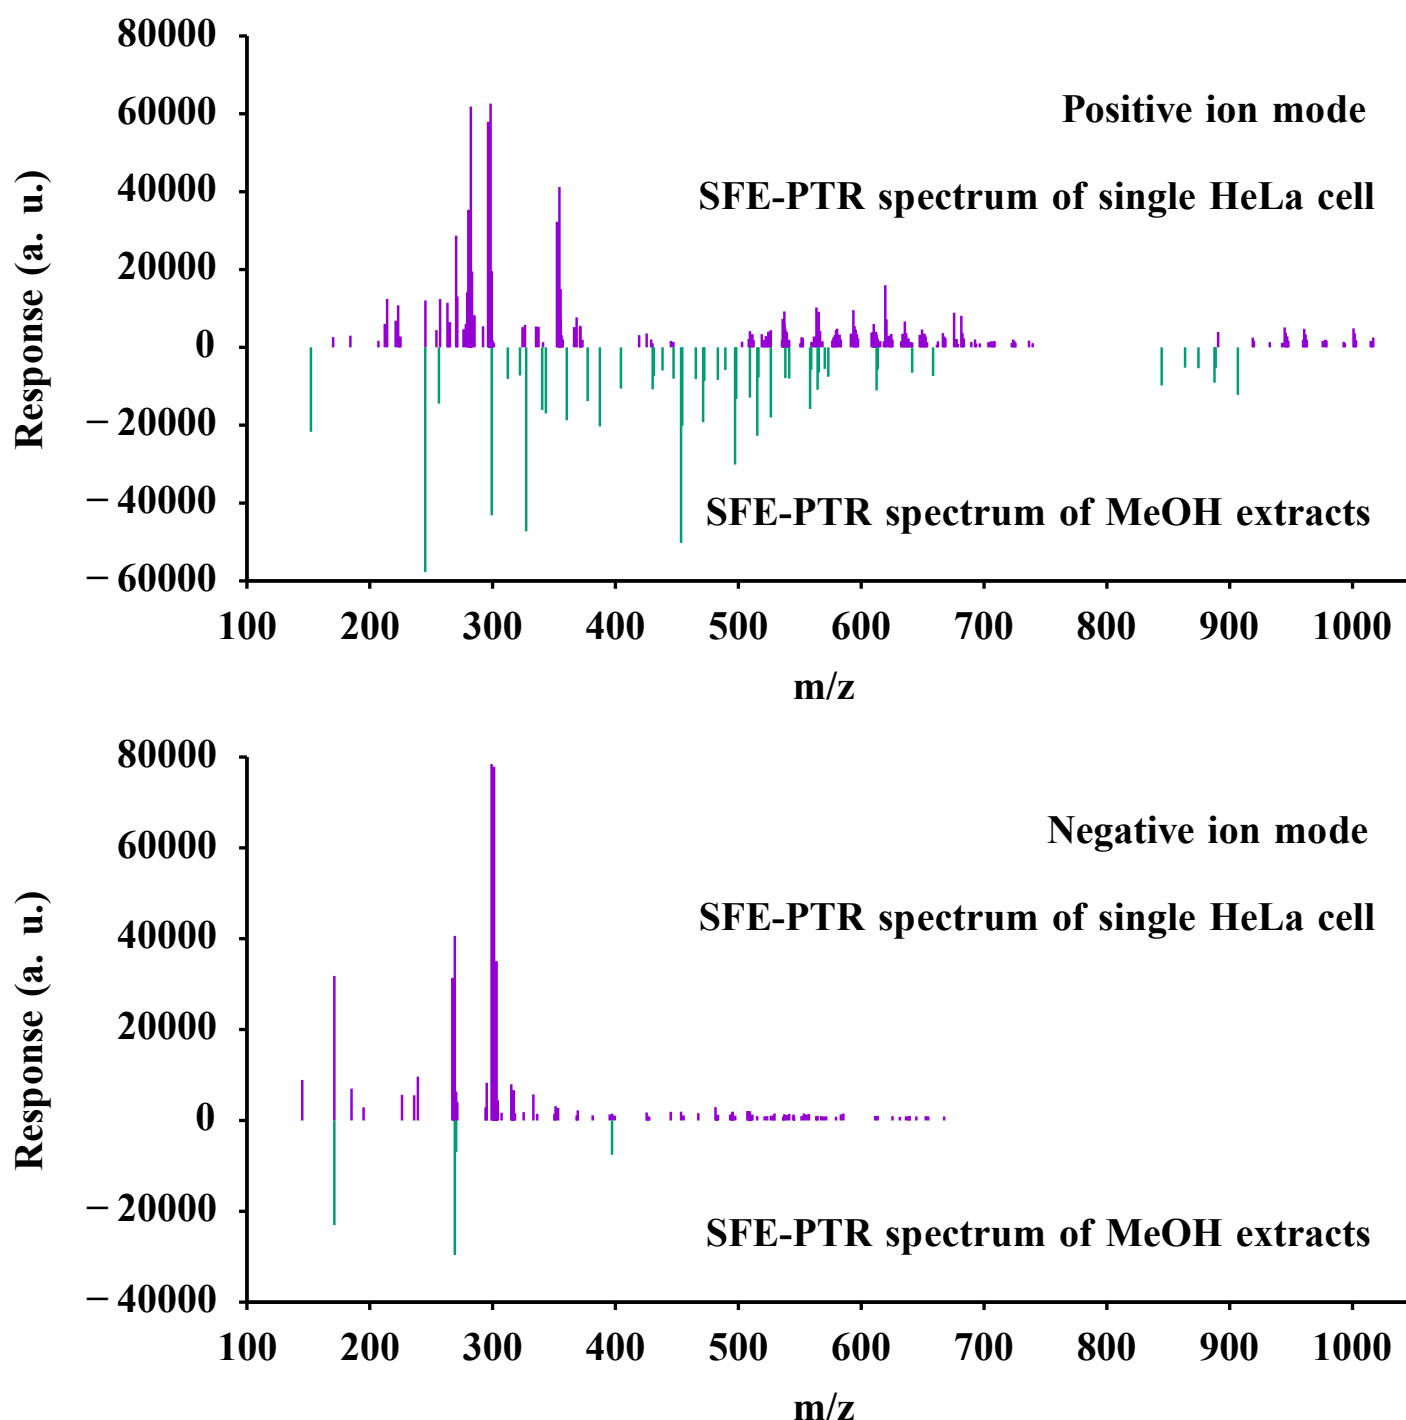 80000
60000
40000
20000
0
−20000
−40000
−60000
Response (a. u.)
Positive ion mode
SFE-PTR spectrum of single HeLa cell
SFE-PTR spectrum of MeOH extracts
100 200 300 400 500 600 700 800 900 1000
m/z
80000
60000
40000
20000
0
−20000
−40000
Response (a. u.)
Negative ion mode
SFE-PTR spectrum of single HeLa cell
SFE-PTR spectrum of MeOH extracts
100 200 300 400 500 600 700 800 900 1000
m/z